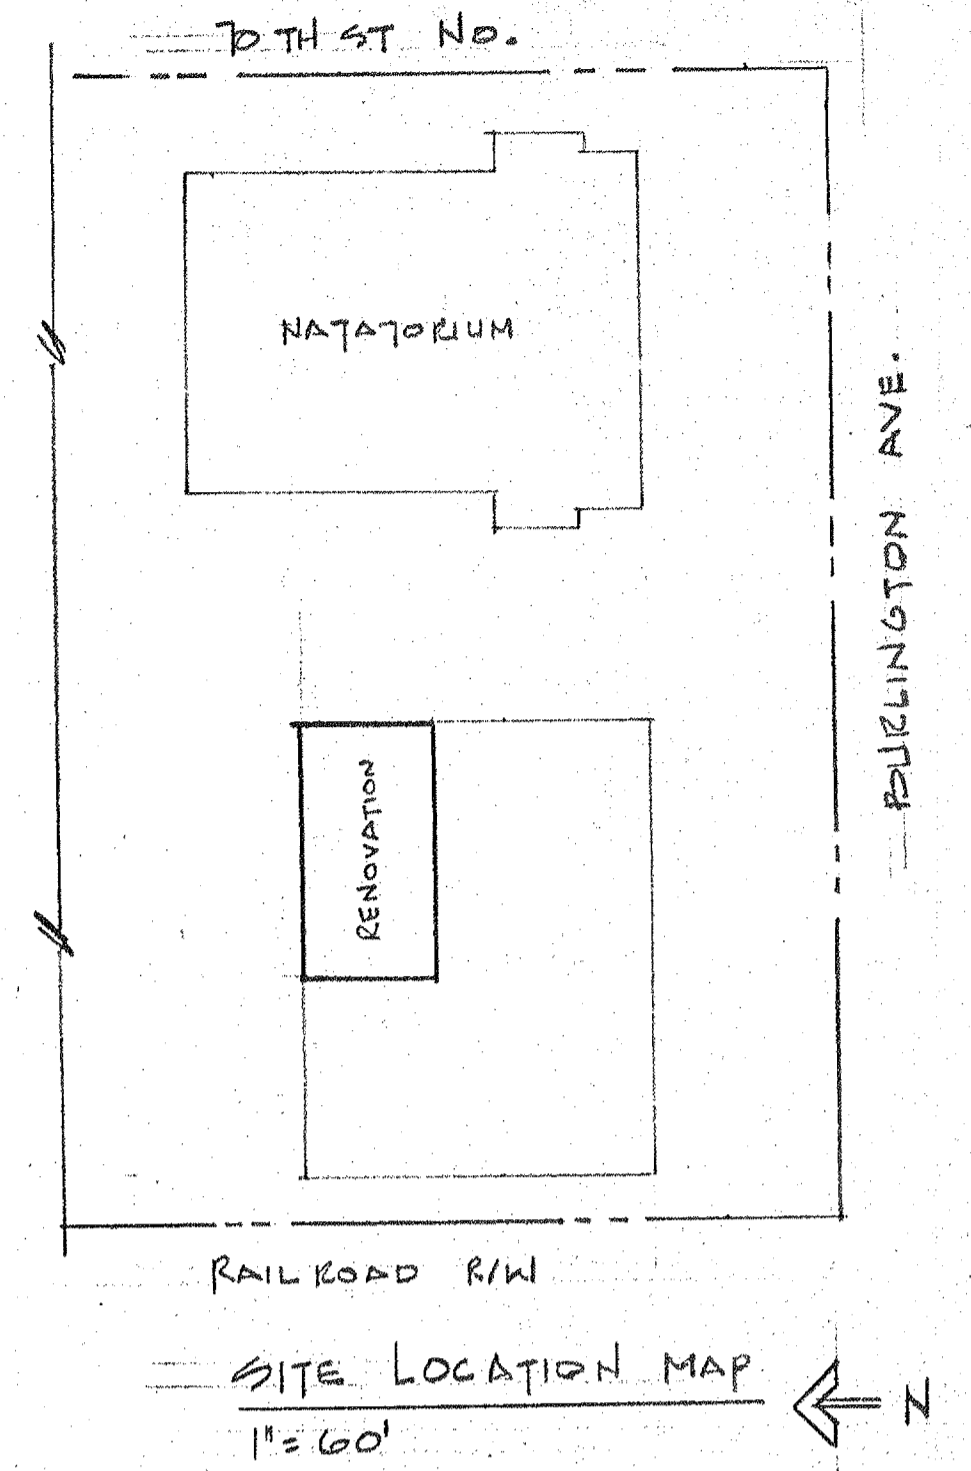 70TH ST NO.
NATATORIUM
BURLINGTON AVE.
RENOVATION
RAILROAD R/W
SITE LOCATION MAP
1" = 60'
N